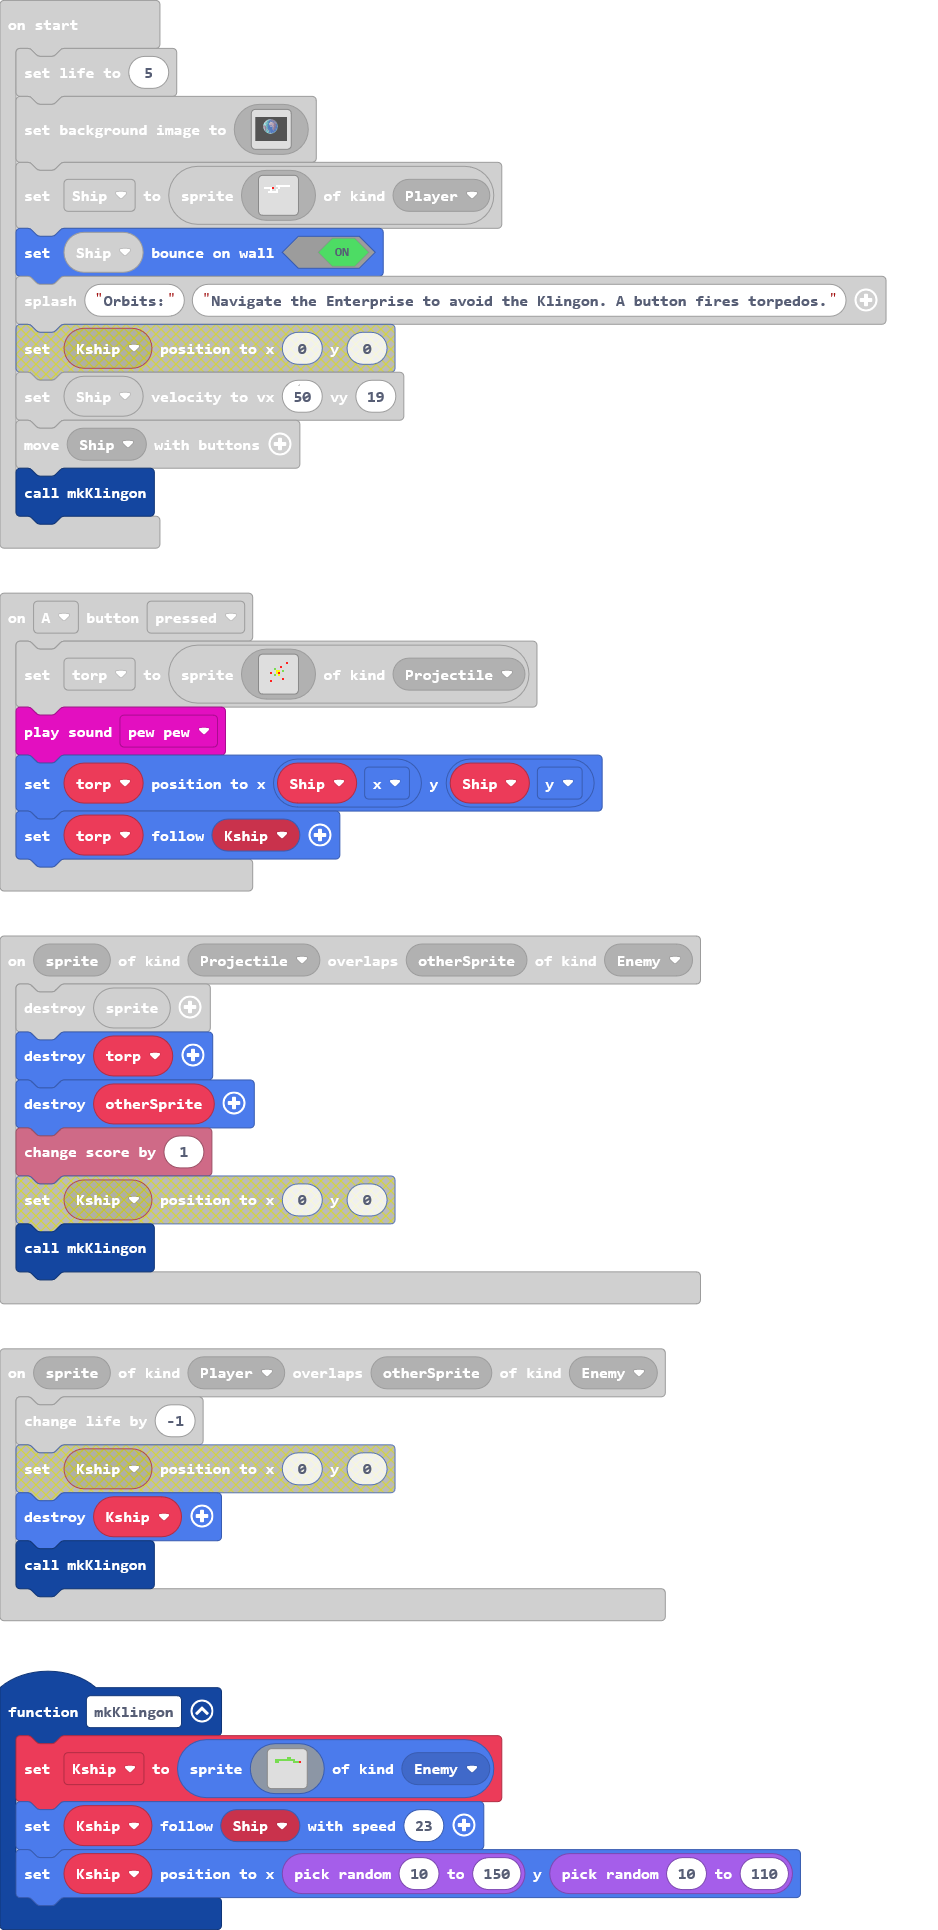 on start
set life to 5
set background image to
set Ship to sprite of kind Player
set Ship bounce on wall ON
splash "Orbits:" "Navigate the Enterprise to avoid the Klingon. A button fires torpedos."
set Kship position to x 0 y 0
set Ship velocity to vx 50 vy 19
move Ship with buttons
call mkKlingon
on A button pressed
set torp to sprite of kind Projectile
play sound pew pew
set torp position to x Ship x y Ship y
set torp follow Kship
on sprite of kind Projectile overlaps otherSprite of kind Enemy
destroy sprite
destroy torp
destroy otherSprite
change score by 1
set Kship position to x 0 y 0
call mkKlingon
on sprite of kind Player overlaps otherSprite of kind Enemy
change life by -1
set Kship position to x 0 y 0
destroy Kship
call mkKlingon
function mkKlingon
set Kship to sprite of kind Enemy
set Kship follow Ship with speed 23
set Kship position to x pick random 10 to 150 y pick random 10 to 110